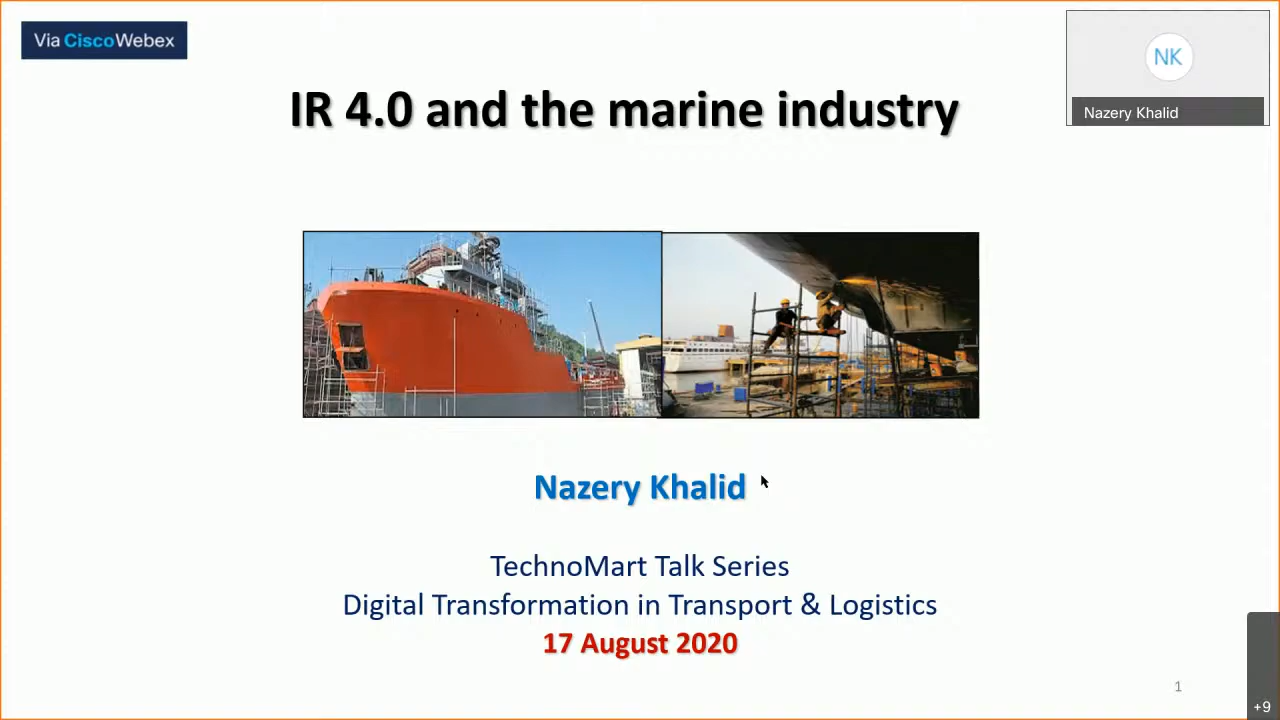 Via CiscoWebex
NK
Nazery Khalid
IR 4.0 and the marine industry
Nazery Khalid
TechnoMart Talk Series
Digital Transformation in Transport & Logistics
17 August 2020
1
+9